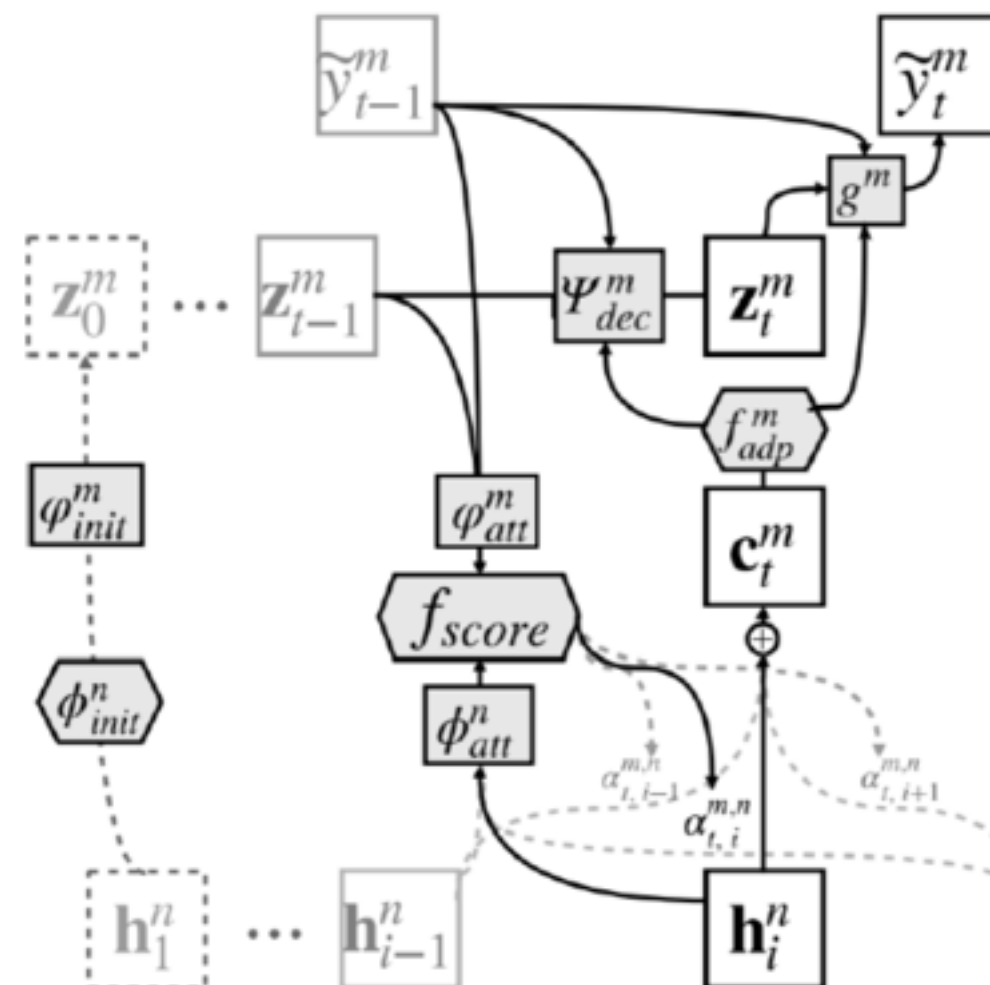 ỹ^m_{t−1} ỹ^m_t
g^m
z^m_0 ... z^m_{t−1} Ψ^m_{dec} z^m_t
f^m_{adp}
φ^m_{init} φ^m_{att} c^m_t
f_{score}
+
ϕ^n_{init} ϕ^n_{att}
α^{m,n}_{t, i−1} α^{m,n}_{t, i+1}
α^{m,n}_{t, i}
h^n_1 ... h^n_{i−1} h^n_i